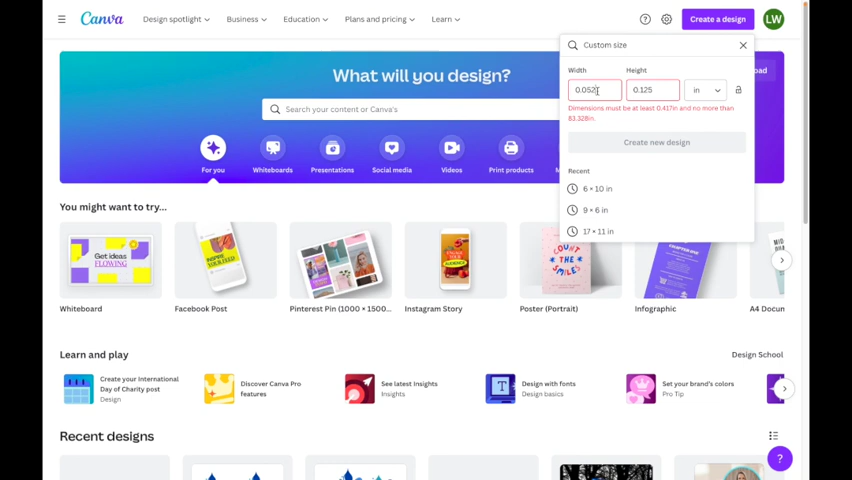 Canva
Design spotlight
Business
Education
Plans and pricing
Learn
Create a design
LW
Custom size
Width
Height
0.052
0.125
in
Dimensions must be at least 0.417in and no more than
83.328in.
Create new design
Recent
6 × 10 in
9 × 6 in
17 × 11 in
What will you design?
Search your content or Canva's
For you
Whiteboards
Presentations
Social media
Videos
Print products
You might want to try...
Get ideas
FLOWING
COUNT
THE
SMILES
Whiteboard
Facebook Post
Pinterest Pin (1000 × 1500...
Instagram Story
Poster (Portrait)
Infographic
A4 Docun
Learn and play
Design School
Create your International
Day of Charity post
Design
Discover Canva Pro
features
See latest Insights
Insights
T
Design with fonts
Design basics
Set your brand's colors
Pro Tip
Recent designs
?